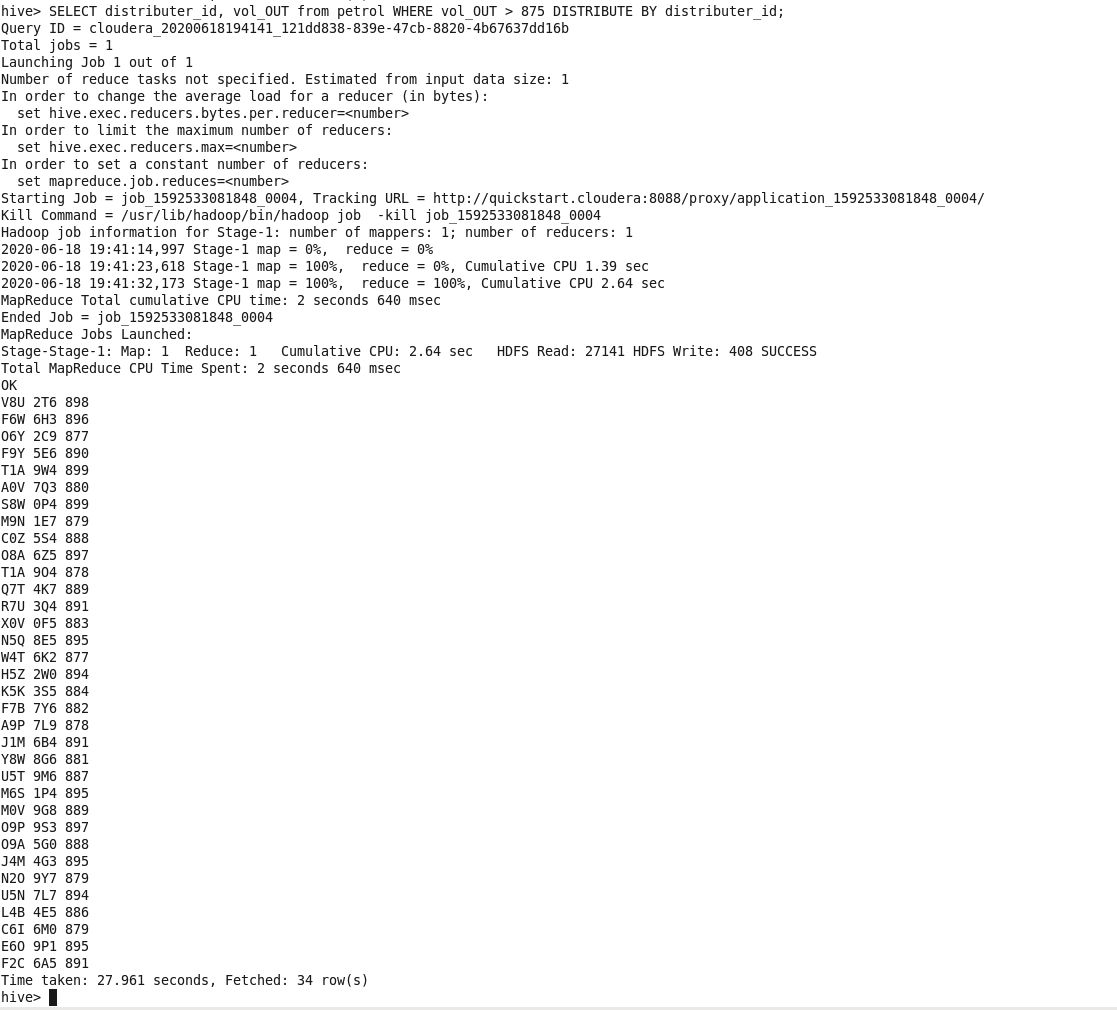 hive> SELECT distributer_id, vol_OUT from petrol WHERE vol_OUT > 875 DISTRIBUTE BY distributer_id;
Query ID = cloudera_20200618194141_121dd838-839e-47cb-8820-4b67637dd16b
Total jobs = 1
Launching Job 1 out of 1
Number of reduce tasks not specified. Estimated from input data size: 1
In order to change the average load for a reducer (in bytes):
  set hive.exec.reducers.bytes.per.reducer=<number>
In order to limit the maximum number of reducers:
  set hive.exec.reducers.max=<number>
In order to set a constant number of reducers:
  set mapreduce.job.reduces=<number>
Starting Job = job_1592533081848_0004, Tracking URL = http://quickstart.cloudera:8088/proxy/application_1592533081848_0004/
Kill Command = /usr/lib/hadoop/bin/hadoop job  -kill job_1592533081848_0004
Hadoop job information for Stage-1: number of mappers: 1; number of reducers: 1
2020-06-18 19:41:14,997 Stage-1 map = 0%,  reduce = 0%
2020-06-18 19:41:23,618 Stage-1 map = 100%,  reduce = 0%, Cumulative CPU 1.39 sec
2020-06-18 19:41:32,173 Stage-1 map = 100%,  reduce = 100%, Cumulative CPU 2.64 sec
MapReduce Total cumulative CPU time: 2 seconds 640 msec
Ended Job = job_1592533081848_0004
MapReduce Jobs Launched:
Stage-Stage-1: Map: 1  Reduce: 1   Cumulative CPU: 2.64 sec   HDFS Read: 27141 HDFS Write: 408 SUCCESS
Total MapReduce CPU Time Spent: 2 seconds 640 msec
OK
V8U 2T6 898
F6W 6H3 896
O6Y 2C9 877
F9Y 5E6 890
T1A 9W4 899
A0V 7Q3 880
S8W 0P4 899
M9N 1E7 879
C0Z 5S4 888
O8A 6Z5 897
T1A 9O4 878
Q7T 4K7 889
R7U 3Q4 891
X0V 0F5 883
N5Q 8E5 895
W4T 6K2 877
H5Z 2W0 894
K5K 3S5 884
F7B 7Y6 882
A9P 7L9 878
J1M 6B4 891
Y8W 8G6 881
U5T 9M6 887
M6S 1P4 895
M0V 9G8 889
O9P 9S3 897
O9A 5G0 888
J4M 4G3 895
N2O 9Y7 879
U5N 7L7 894
L4B 4E5 886
C6I 6M0 879
E6O 9P1 895
F2C 6A5 891
Time taken: 27.961 seconds, Fetched: 34 row(s)
hive>